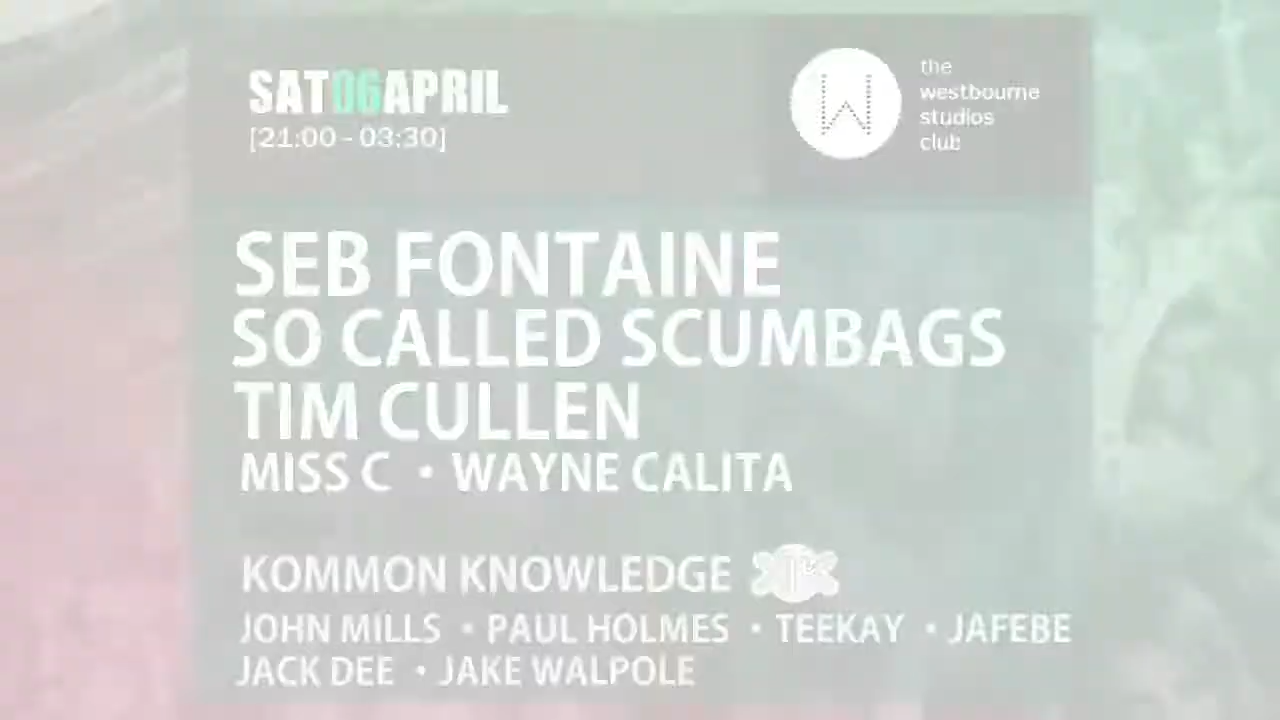 SAT06APRIL
[21:00 - 03:30]
the
westbourne
studios
club
SEB FONTAINE
SO CALLED SCUMBAGS
TIM CULLEN
MISS C • WAYNE CALITA
KOMMON KNOWLEDGE
JOHN MILLS • PAUL HOLMES • TEEKAY • JAFEBE
JACK DEE • JAKE WALPOLE